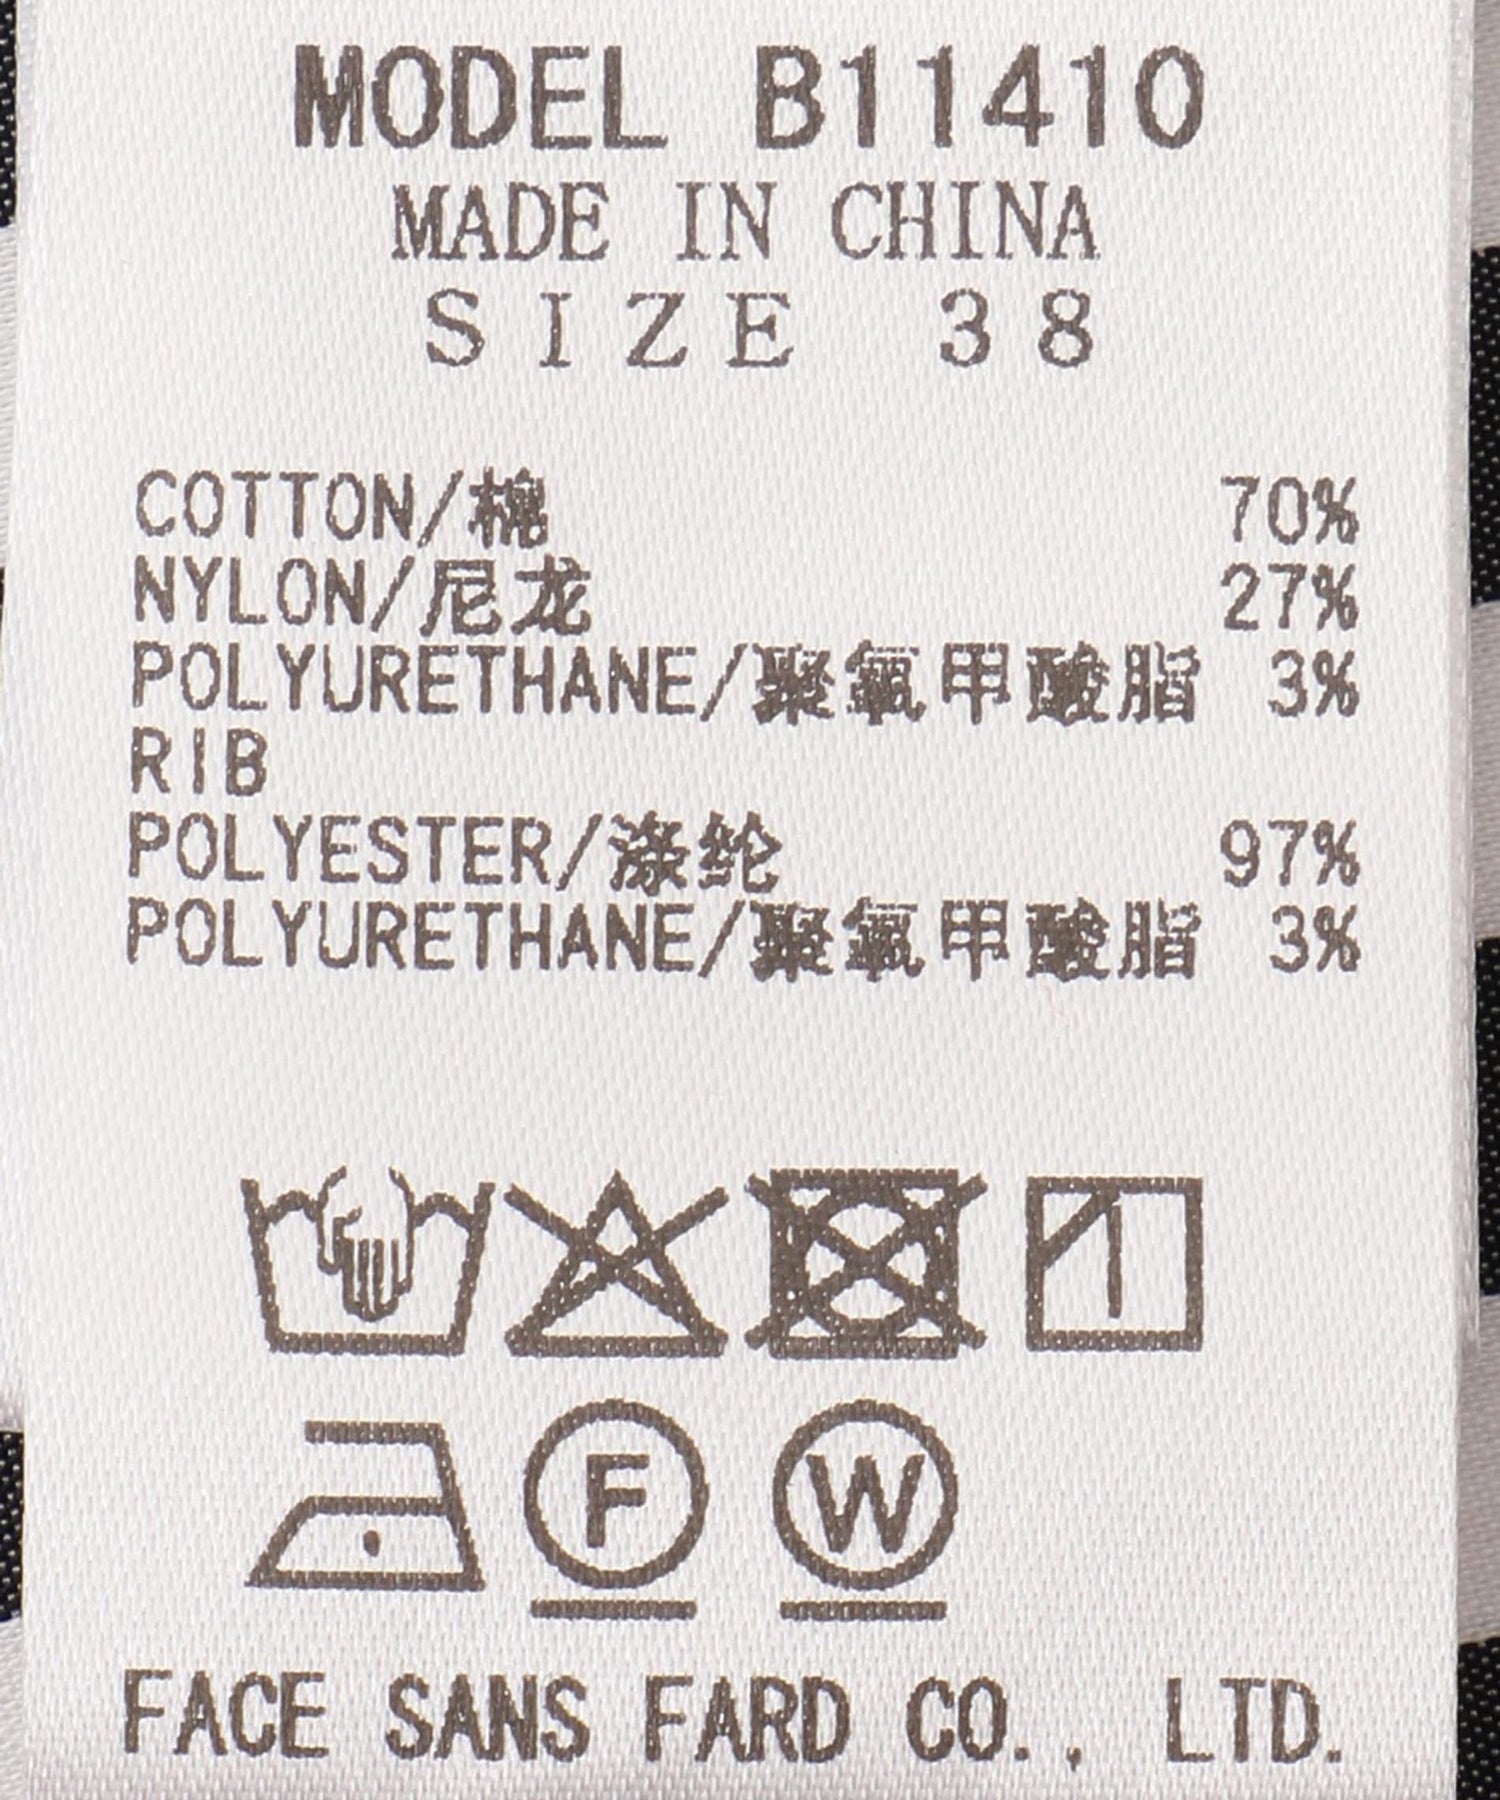 MODEL B11410
MADE IN CHINA
SIZE 38
COTTON/棉 70%
NYLON/尼龙 27%
POLYURETHANE/聚氨甲酸脂 3%
RIB
POLYESTER/涤纶 97%
POLYURETHANE/聚氨甲酸脂 3%
F W
FACE SANS FARD CO., LTD.